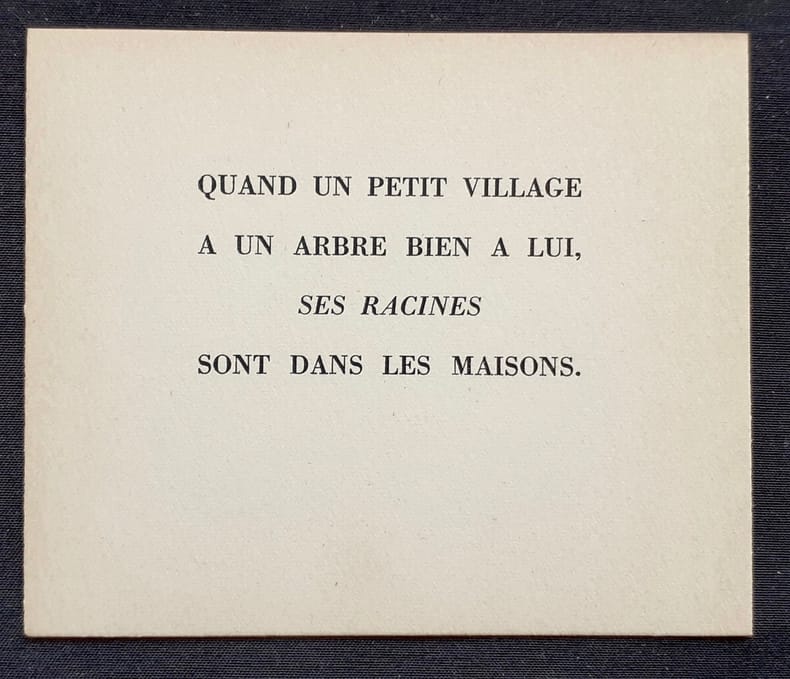 QUAND UN PETIT VILLAGE
A UN ARBRE BIEN A LUI,
SES RACINES
SONT DANS LES MAISONS.